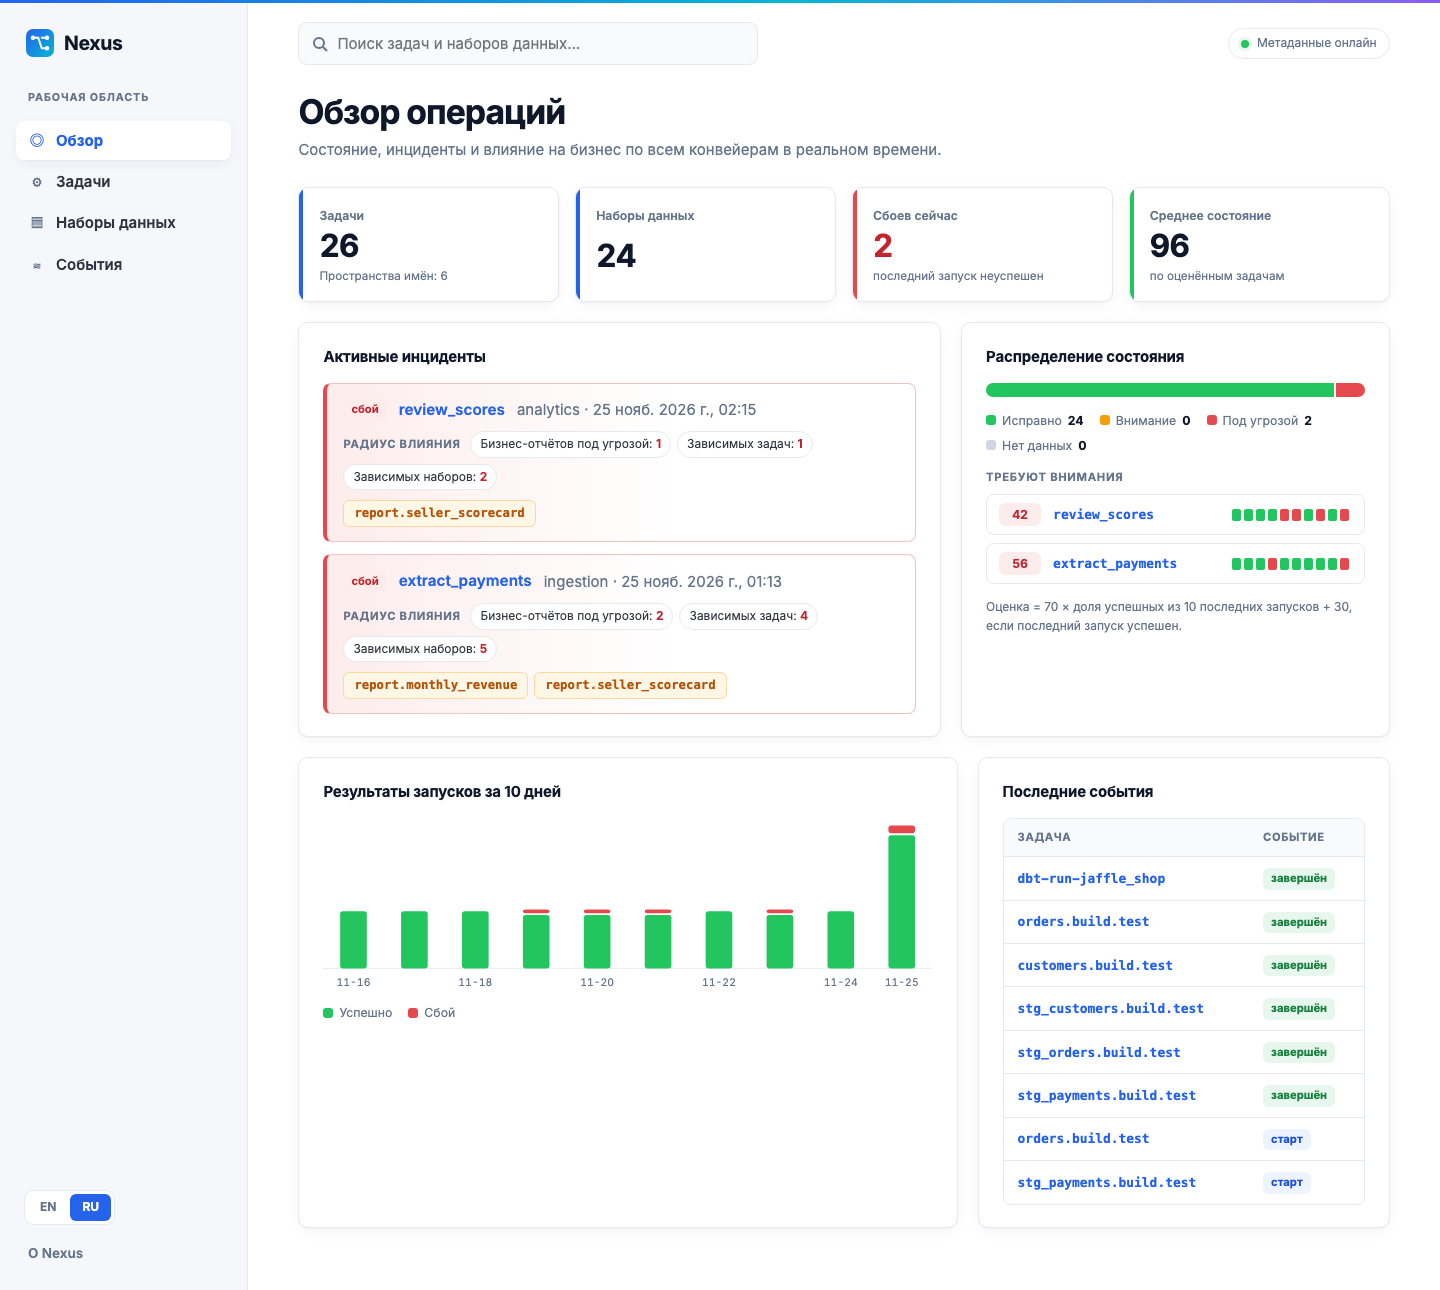 Nexus
РАБОЧАЯ ОБЛАСТЬ
Обзор
Задачи
Наборы данных
События
EN RU
О Nexus
Поиск задач и наборов данных...
Метаданные онлайн
Обзор операций
Состояние, инциденты и влияние на бизнес по всем конвейерам в реальном времени.
Задачи
26
Пространства имён: 6
Наборы данных
24
Сбоев сейчас
2
последний запуск неуспешен
Среднее состояние
96
по оценённым задачам
Активные инциденты
сбой review_scores analytics · 25 нояб. 2026 г., 02:15
РАДИУС ВЛИЯНИЯ Бизнес-отчётов под угрозой: 1 Зависимых задач: 1
Зависимых наборов: 2
report.seller_scorecard
сбой extract_payments ingestion · 25 нояб. 2026 г., 01:13
РАДИУС ВЛИЯНИЯ Бизнес-отчётов под угрозой: 2 Зависимых задач: 4
Зависимых наборов: 5
report.monthly_revenue report.seller_scorecard
Распределение состояния
Исправно 24 Внимание 0 Под угрозой 2
Нет данных 0
ТРЕБУЮТ ВНИМАНИЯ
42 review_scores
56 extract_payments
Оценка = 70 × доля успешных из 10 последних запусков + 30,
если последний запуск успешен.
Результаты запусков за 10 дней
11-16 11-18 11-20 11-22 11-24 11-25
Успешно Сбой
Последние события
ЗАДАЧА СОБЫТИЕ
dbt-run-jaffle_shop завершён
orders.build.test завершён
customers.build.test завершён
stg_customers.build.test завершён
stg_orders.build.test завершён
stg_payments.build.test завершён
orders.build.test старт
stg_payments.build.test старт